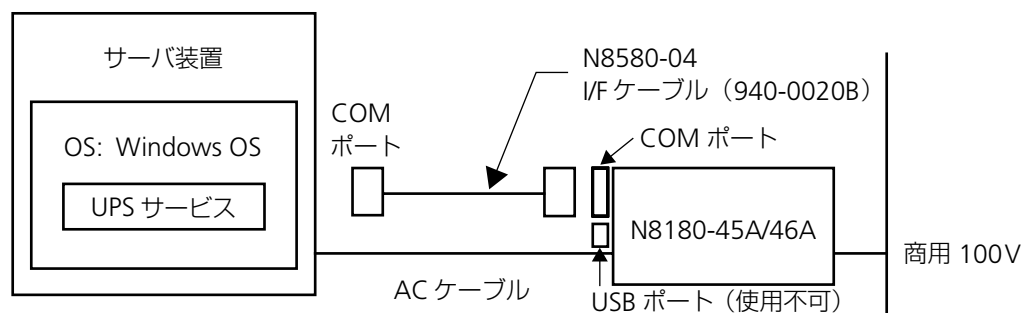 サーバ装置
OS: Windows OS
UPS サービス
COM
ポート
N8580-04
I/F ケーブル（940-0020B）
COM ポート
N8180-45A/46A
商用 100V
AC ケーブル
USB ポート（使用不可）